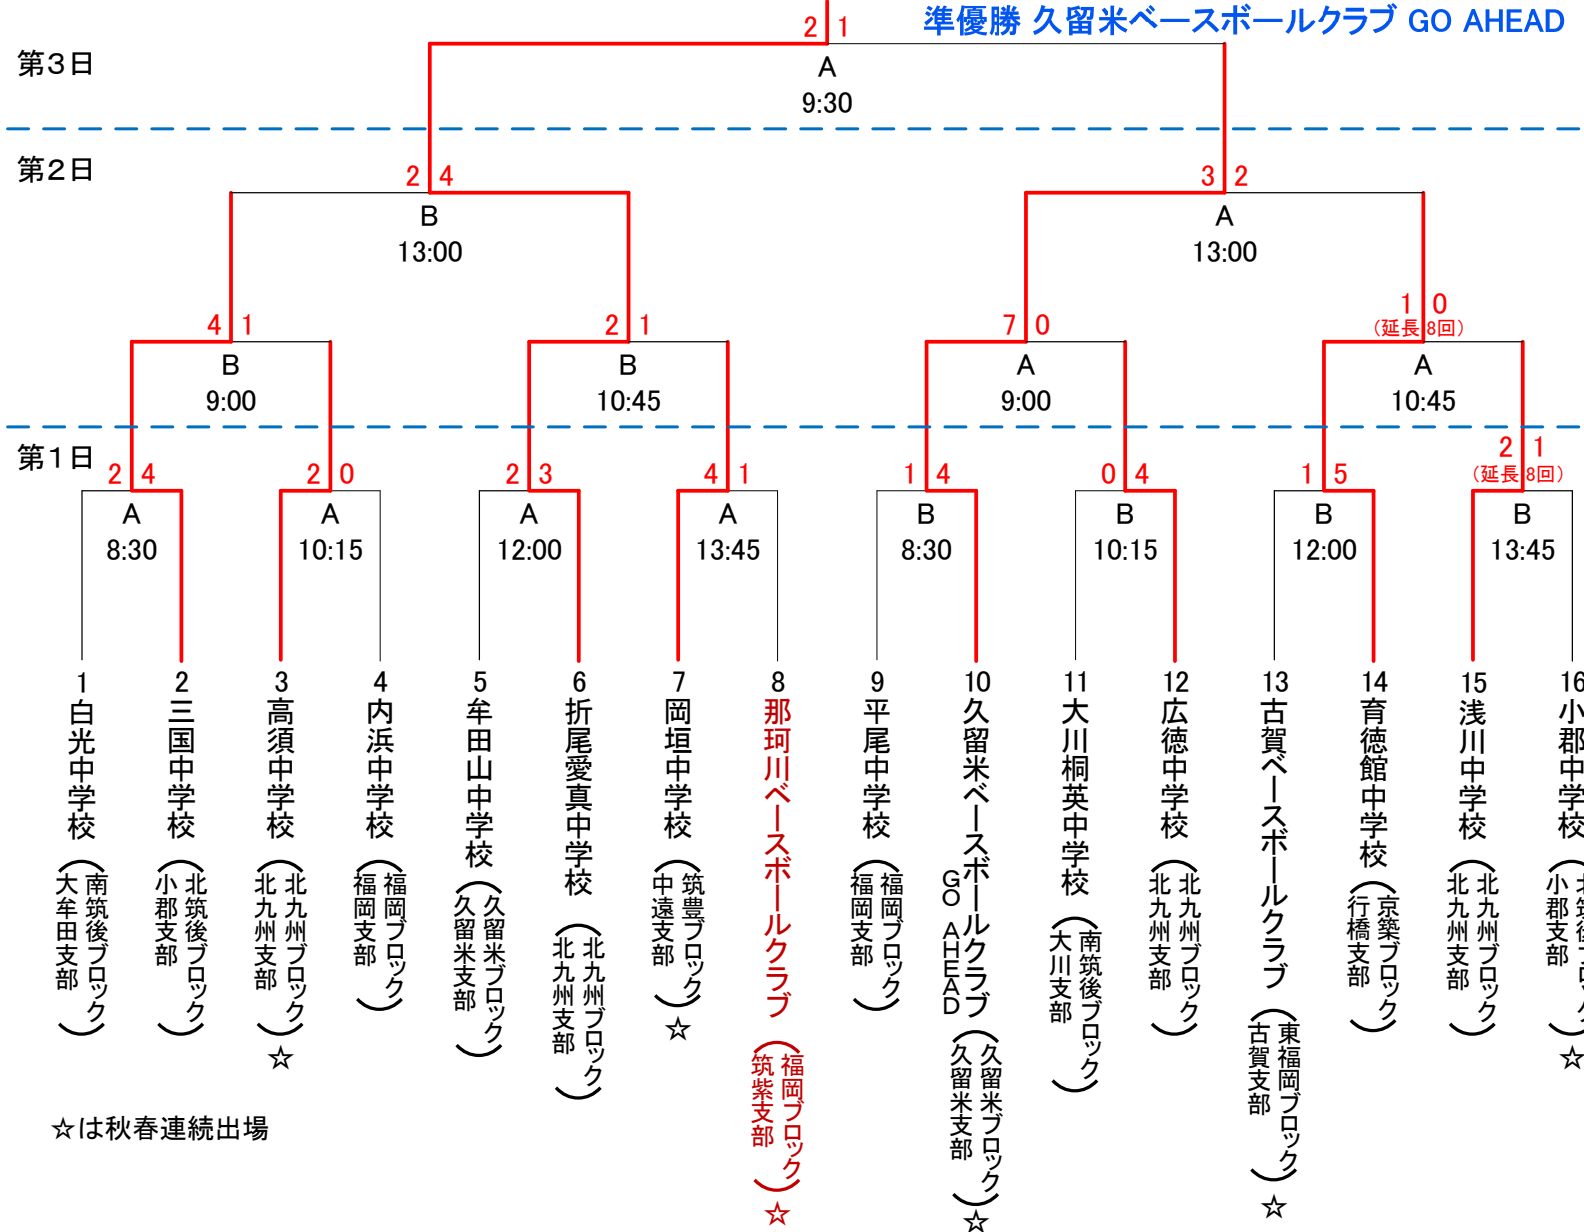 準優勝 久留米ベースボールクラブ GO AHEAD
2 1
第3日
A
9:30
第2日
2 4
3 2
B
13:00
A
13:00
4 1
2 1
7 0
1 0
(延長8回)
B
9:00
B
10:45
A
9:00
A
10:45
第1日
2 4
2 0
2 3
4 1
1 4
0 4
1 5
2 1
(延長8回)
A
8:30
A
10:15
A
12:00
A
13:45
B
8:30
B
10:15
B
12:00
B
13:45
1
白光中学校
(南筑後ブロック
大牟田支部)
2
三国中学校
(北筑後ブロック
小郡支部)
3
高須中学校
(北九州ブロック
北九州支部)
☆
4
内浜中学校
(福岡ブロック
福岡支部)
5
牟田山中学校
(久留米ブロック
久留米支部)
6
折尾愛真中学校
(北九州ブロック
北九州支部)
7
岡垣中学校
(筑豊ブロック
中遠支部)
☆
8
那珂川ベースボールクラブ
(福岡ブロック
筑紫支部)
☆
9
平尾中学校
(福岡ブロック
福岡支部)
10
久留米ベースボールクラブ
GO AHEAD
(久留米ブロック
久留米支部)
☆
11
大川桐英中学校
(南筑後ブロック
大川支部)
12
広徳中学校
(北九州ブロック
北九州支部)
13
古賀ベースボールクラブ
(東福岡ブロック
古賀支部)
☆
14
育徳館中学校
(京築ブロック
行橋支部)
15
浅川中学校
(北九州ブロック
北九州支部)
16
小郡中学校
(北筑後ブロック
小郡支部)
☆
☆は秋春連続出場